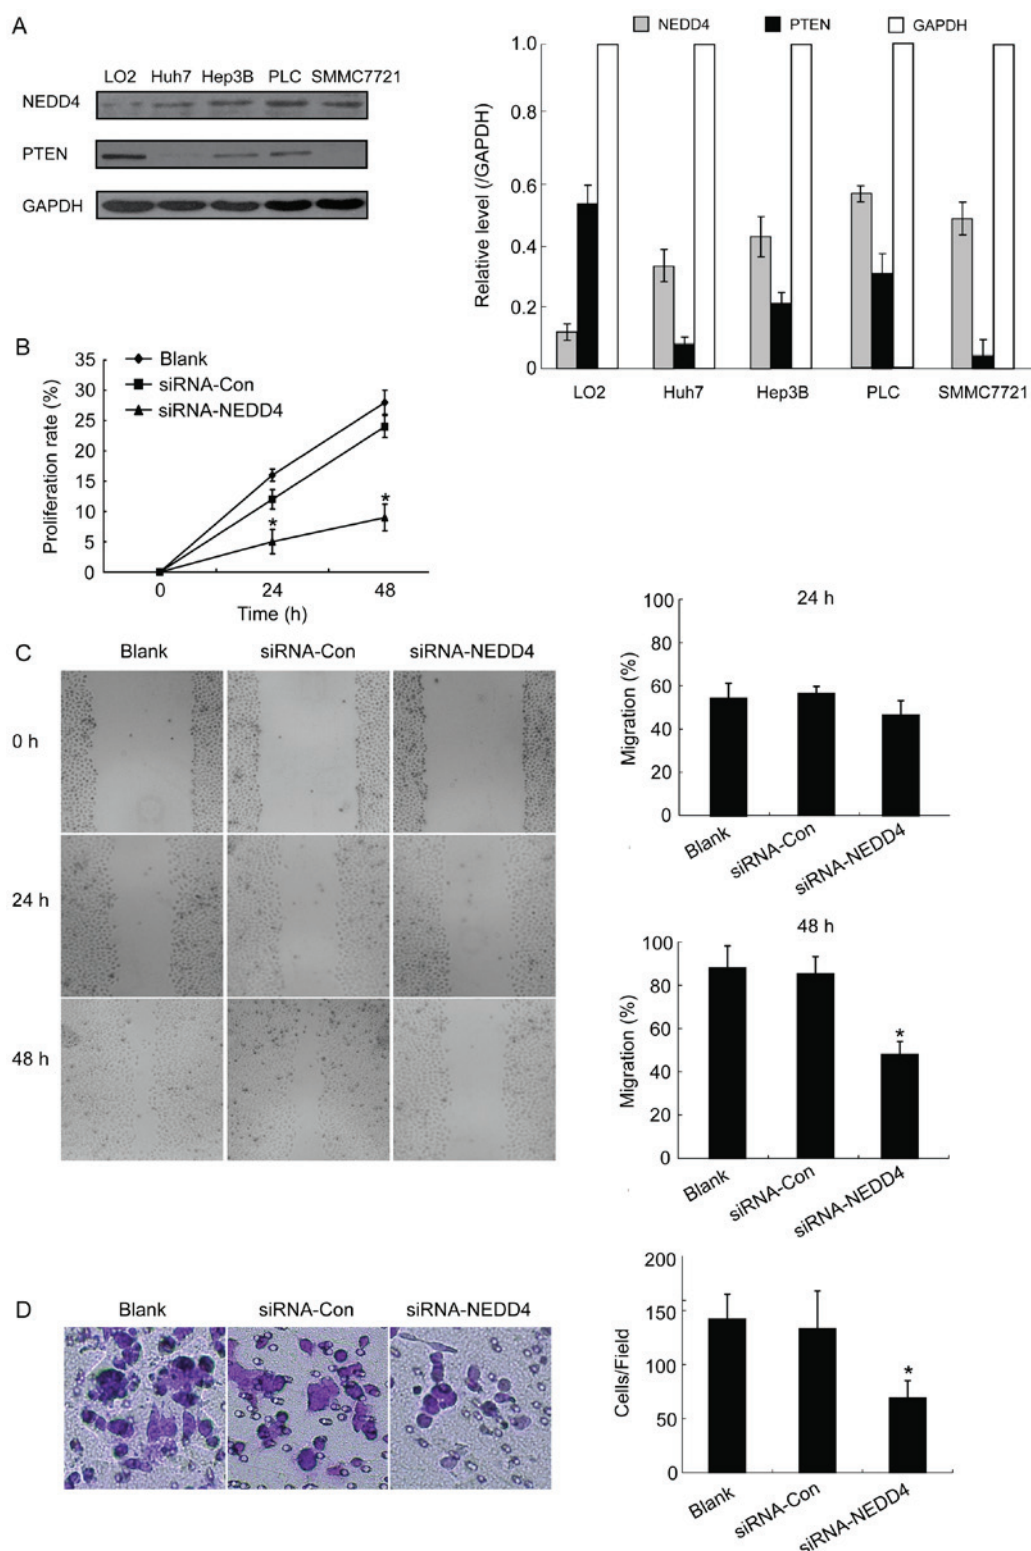 A
LO2 Huh7 Hep3B PLC SMMC7721
NEDD4
PTEN
GAPDH
NEDD4 PTEN GAPDH
Relative level (/GAPDH)
1.0
0.8
0.6
0.4
0.2
0
LO2 Huh7 Hep3B PLC SMMC7721
B
Blank
siRNA-Con
siRNA-NEDD4
Proliferation rate (%)
35
30
25
20
15
10
5
0
* *
0 24 48
Time (h)
C
Blank siRNA-Con siRNA-NEDD4
0 h
24 h
48 h
24 h
Migration (%)
100
80
60
40
20
0
Blank siRNA-Con siRNA-NEDD4
48 h
Migration (%)
100
80
60
40
20
0
*
Blank siRNA-Con siRNA-NEDD4
D
Blank siRNA-Con siRNA-NEDD4
Cells/Field
200
150
100
50
0
*
Blank siRNA-Con siRNA-NEDD4